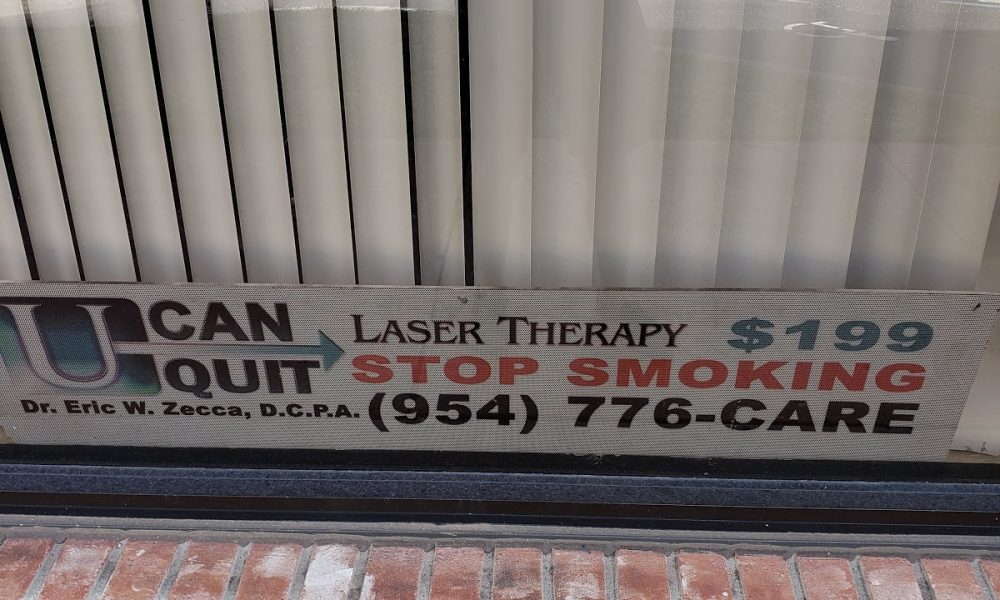 U CAN QUIT
Dr. Eric W. Zecca, D.C.P.A.
LASER THERAPY $199
STOP SMOKING
(954) 776-CARE